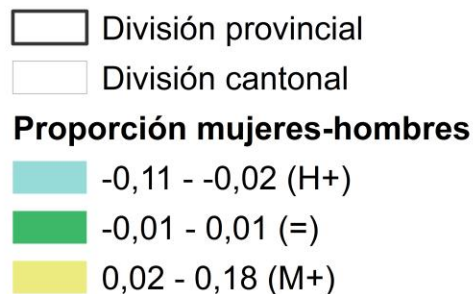 División provincial
División cantonal
Proporción mujeres-hombres
-0,11 - -0,02 (H+)
-0,01 - 0,01 (=)
0,02 - 0,18 (M+)